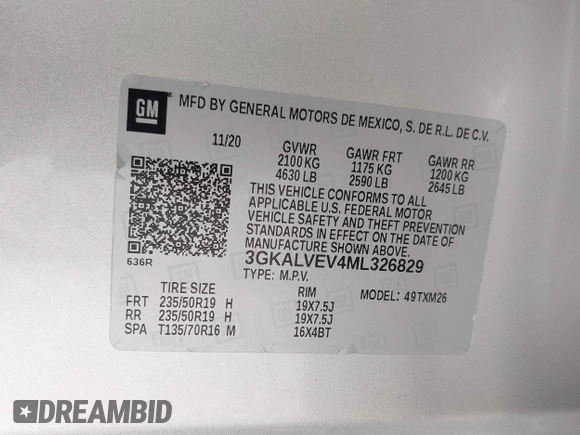 GM MFD BY GENERAL MOTORS DE MEXICO, S. DE R.L. DE C.V.
11/20 GVWR GAWR FRT GAWR RR
2100 KG 1175 KG 1200 KG
4630 LB 2590 LB 2645 LB
THIS VEHICLE CONFORMS TO ALL
APPLICABLE U.S. FEDERAL MOTOR
VEHICLE SAFETY AND THEFT PREVENTION
STANDARDS IN EFFECT ON THE DATE OF
MANUFACTURE SHOWN ABOVE.
636R 3GKALVEV4ML326829
TYPE: M.P.V.
TIRE SIZE RIM MODEL: 49TXM26
FRT 235/50R19 H 19X7.5J
RR 235/50R19 H 19X7.5J
SPA T135/70R16 M 16X4BT
DREAMBID